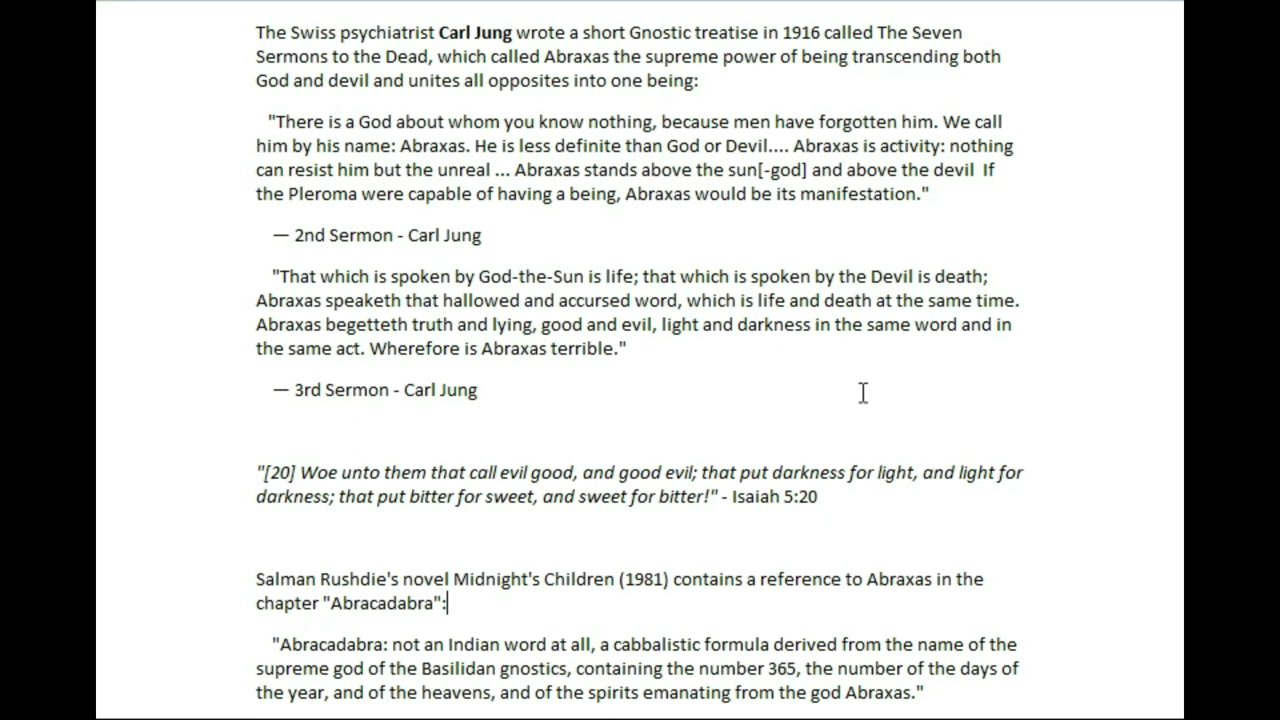 The Swiss psychiatrist Carl Jung wrote a short Gnostic treatise in 1916 called The Seven
Sermons to the Dead, which called Abraxas the supreme power of being transcending both
God and devil and unites all opposites into one being:
"There is a God about whom you know nothing, because men have forgotten him. We call
him by his name: Abraxas. He is less definite than God or Devil.... Abraxas is activity: nothing
can resist him but the unreal ... Abraxas stands above the sun[-god] and above the devil  If
the Pleroma were capable of having a being, Abraxas would be its manifestation."
— 2nd Sermon - Carl Jung
"That which is spoken by God-the-Sun is life; that which is spoken by the Devil is death;
Abraxas speaketh that hallowed and accursed word, which is life and death at the same time.
Abraxas begetteth truth and lying, good and evil, light and darkness in the same word and in
the same act. Wherefore is Abraxas terrible."
— 3rd Sermon - Carl Jung
"[20] Woe unto them that call evil good, and good evil; that put darkness for light, and light for
darkness; that put bitter for sweet, and sweet for bitter!" - Isaiah 5:20
Salman Rushdie's novel Midnight's Children (1981) contains a reference to Abraxas in the
chapter "Abracadabra":
"Abracadabra: not an Indian word at all, a cabbalistic formula derived from the name of the
supreme god of the Basilidan gnostics, containing the number 365, the number of the days of
the year, and of the heavens, and of the spirits emanating from the god Abraxas."